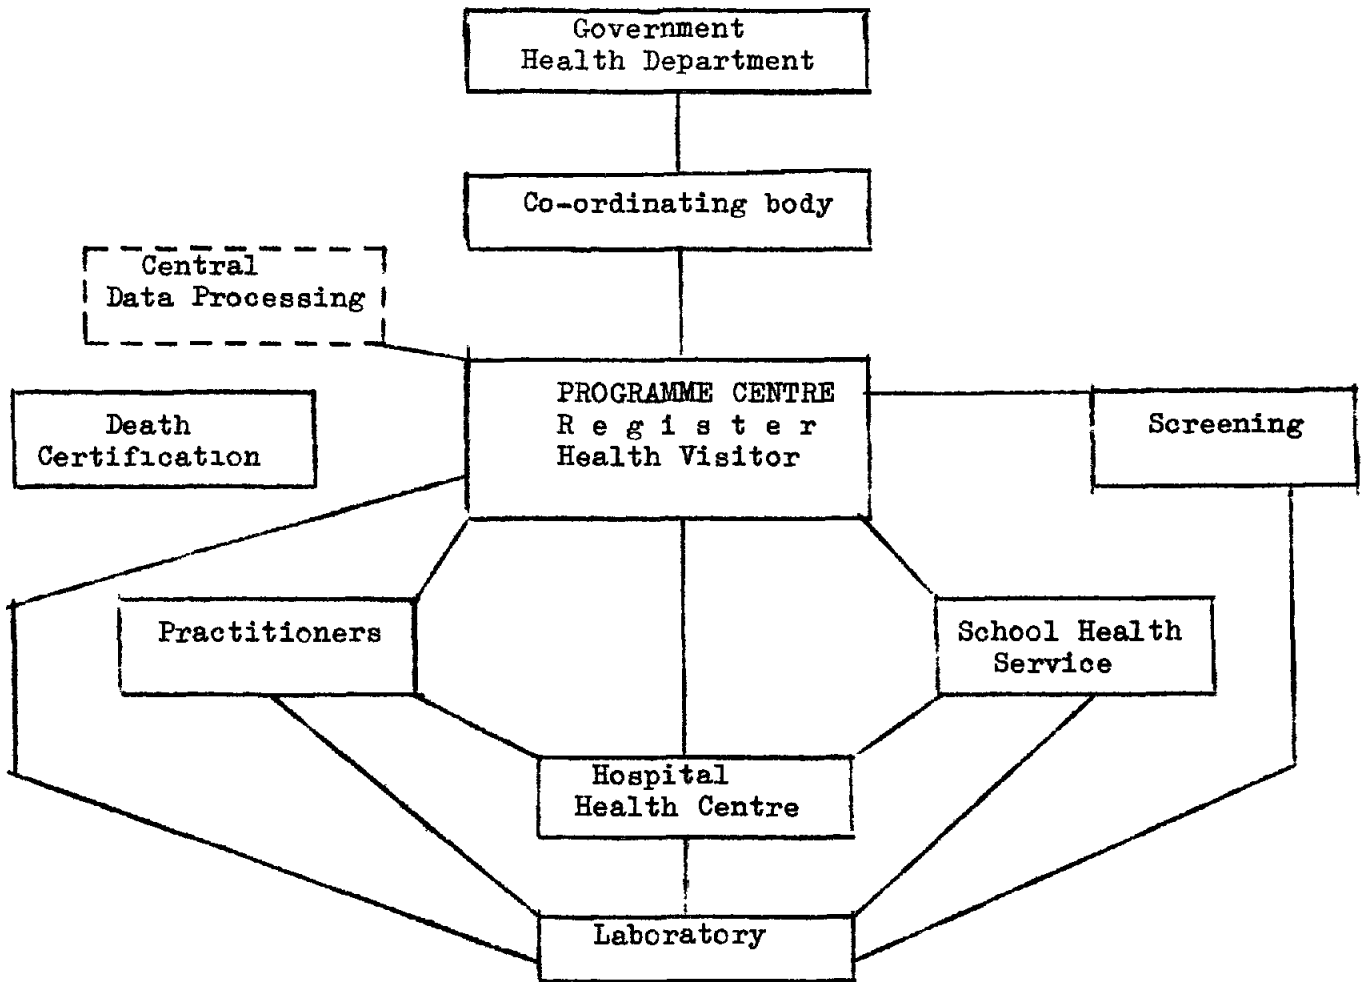 Government
Health Department
Co-ordinating body
Central
Data Processing
PROGRAMME CENTRE
R e g i s t e r
Health Visitor
Death
Certification
Screening
Practitioners
School Health
Service
Hospital
Health Centre
Laboratory